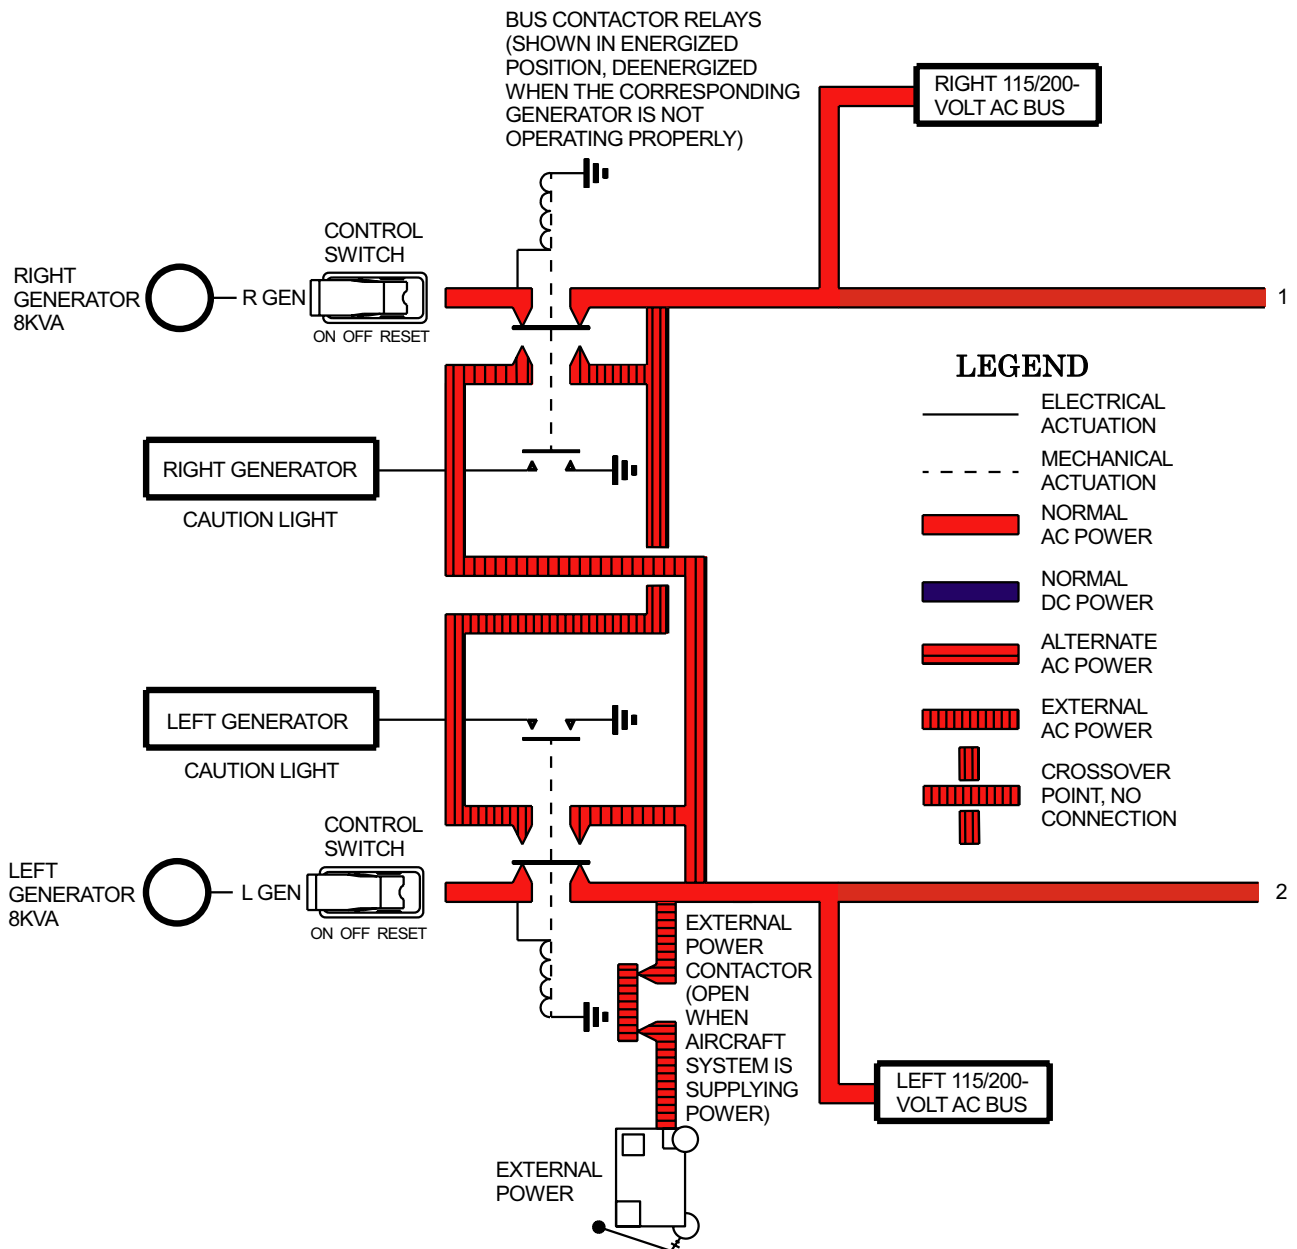 BUS CONTACTOR RELAYS
(SHOWN IN ENERGIZED
POSITION, DEENERGIZED
WHEN THE CORRESPONDING
GENERATOR IS NOT
OPERATING PROPERLY)
RIGHT 115/200-
VOLT AC BUS
CONTROL
SWITCH
RIGHT
GENERATOR
8KVA
R GEN
ON OFF RESET
1
LEGEND
ELECTRICAL
ACTUATION
MECHANICAL
ACTUATION
NORMAL
AC POWER
NORMAL
DC POWER
ALTERNATE
AC POWER
EXTERNAL
AC POWER
CROSSOVER
POINT, NO
CONNECTION
RIGHT GENERATOR
CAUTION LIGHT
LEFT GENERATOR
CAUTION LIGHT
CONTROL
SWITCH
LEFT
GENERATOR
8KVA
L GEN
ON OFF RESET
2
EXTERNAL
POWER
CONTACTOR
(OPEN
WHEN
AIRCRAFT
SYSTEM IS
SUPPLYING
POWER)
LEFT 115/200-
VOLT AC BUS
EXTERNAL
POWER